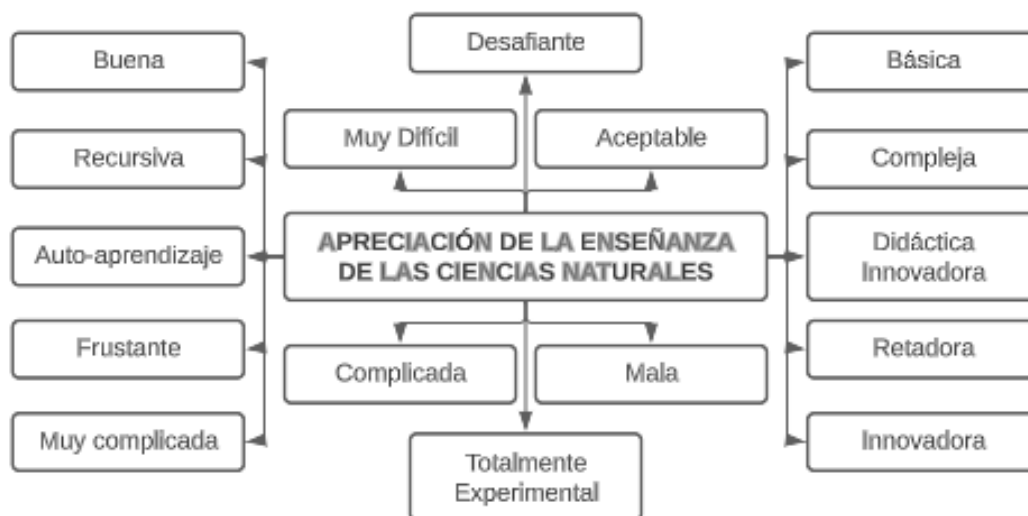 Desafiante
Buena
Básica
Muy Difícil
Aceptable
Recursiva
Compleja
APRECIACIÓN DE LA ENSEÑANZA
DE LAS CIENCIAS NATURALES
Auto-aprendizaje
Didáctica
Innovadora
Frustante
Retadora
Complicada
Mala
Muy complicada
Innovadora
Totalmente
Experimental